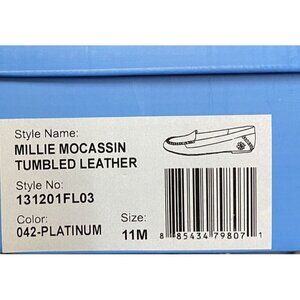 Style Name:
MILLIE MOCASSIN
TUMBLED LEATHER
Style No:
131201FL03
Color: Size:
042-PLATINUM 11M
8 85434 79807 1